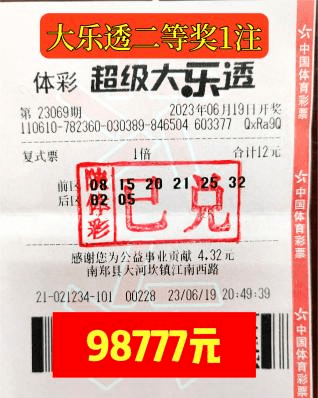 大乐透二等奖1注
体彩 超级大乐透
第 23069期 2023年06月19日开奖
110610-782360-030389-846504 603377 QxRa9Q
复式票 1倍 合计12元
前区 08 15 20 21 25 32
后区 02 05
已兑
感谢您为公益事业贡献 4.32元
南郑县大河坎镇江南西路
21-021234-101 00228 23/06/19 20:49:39
98777元
中国体育彩票
中国体育彩票
中国体育彩票